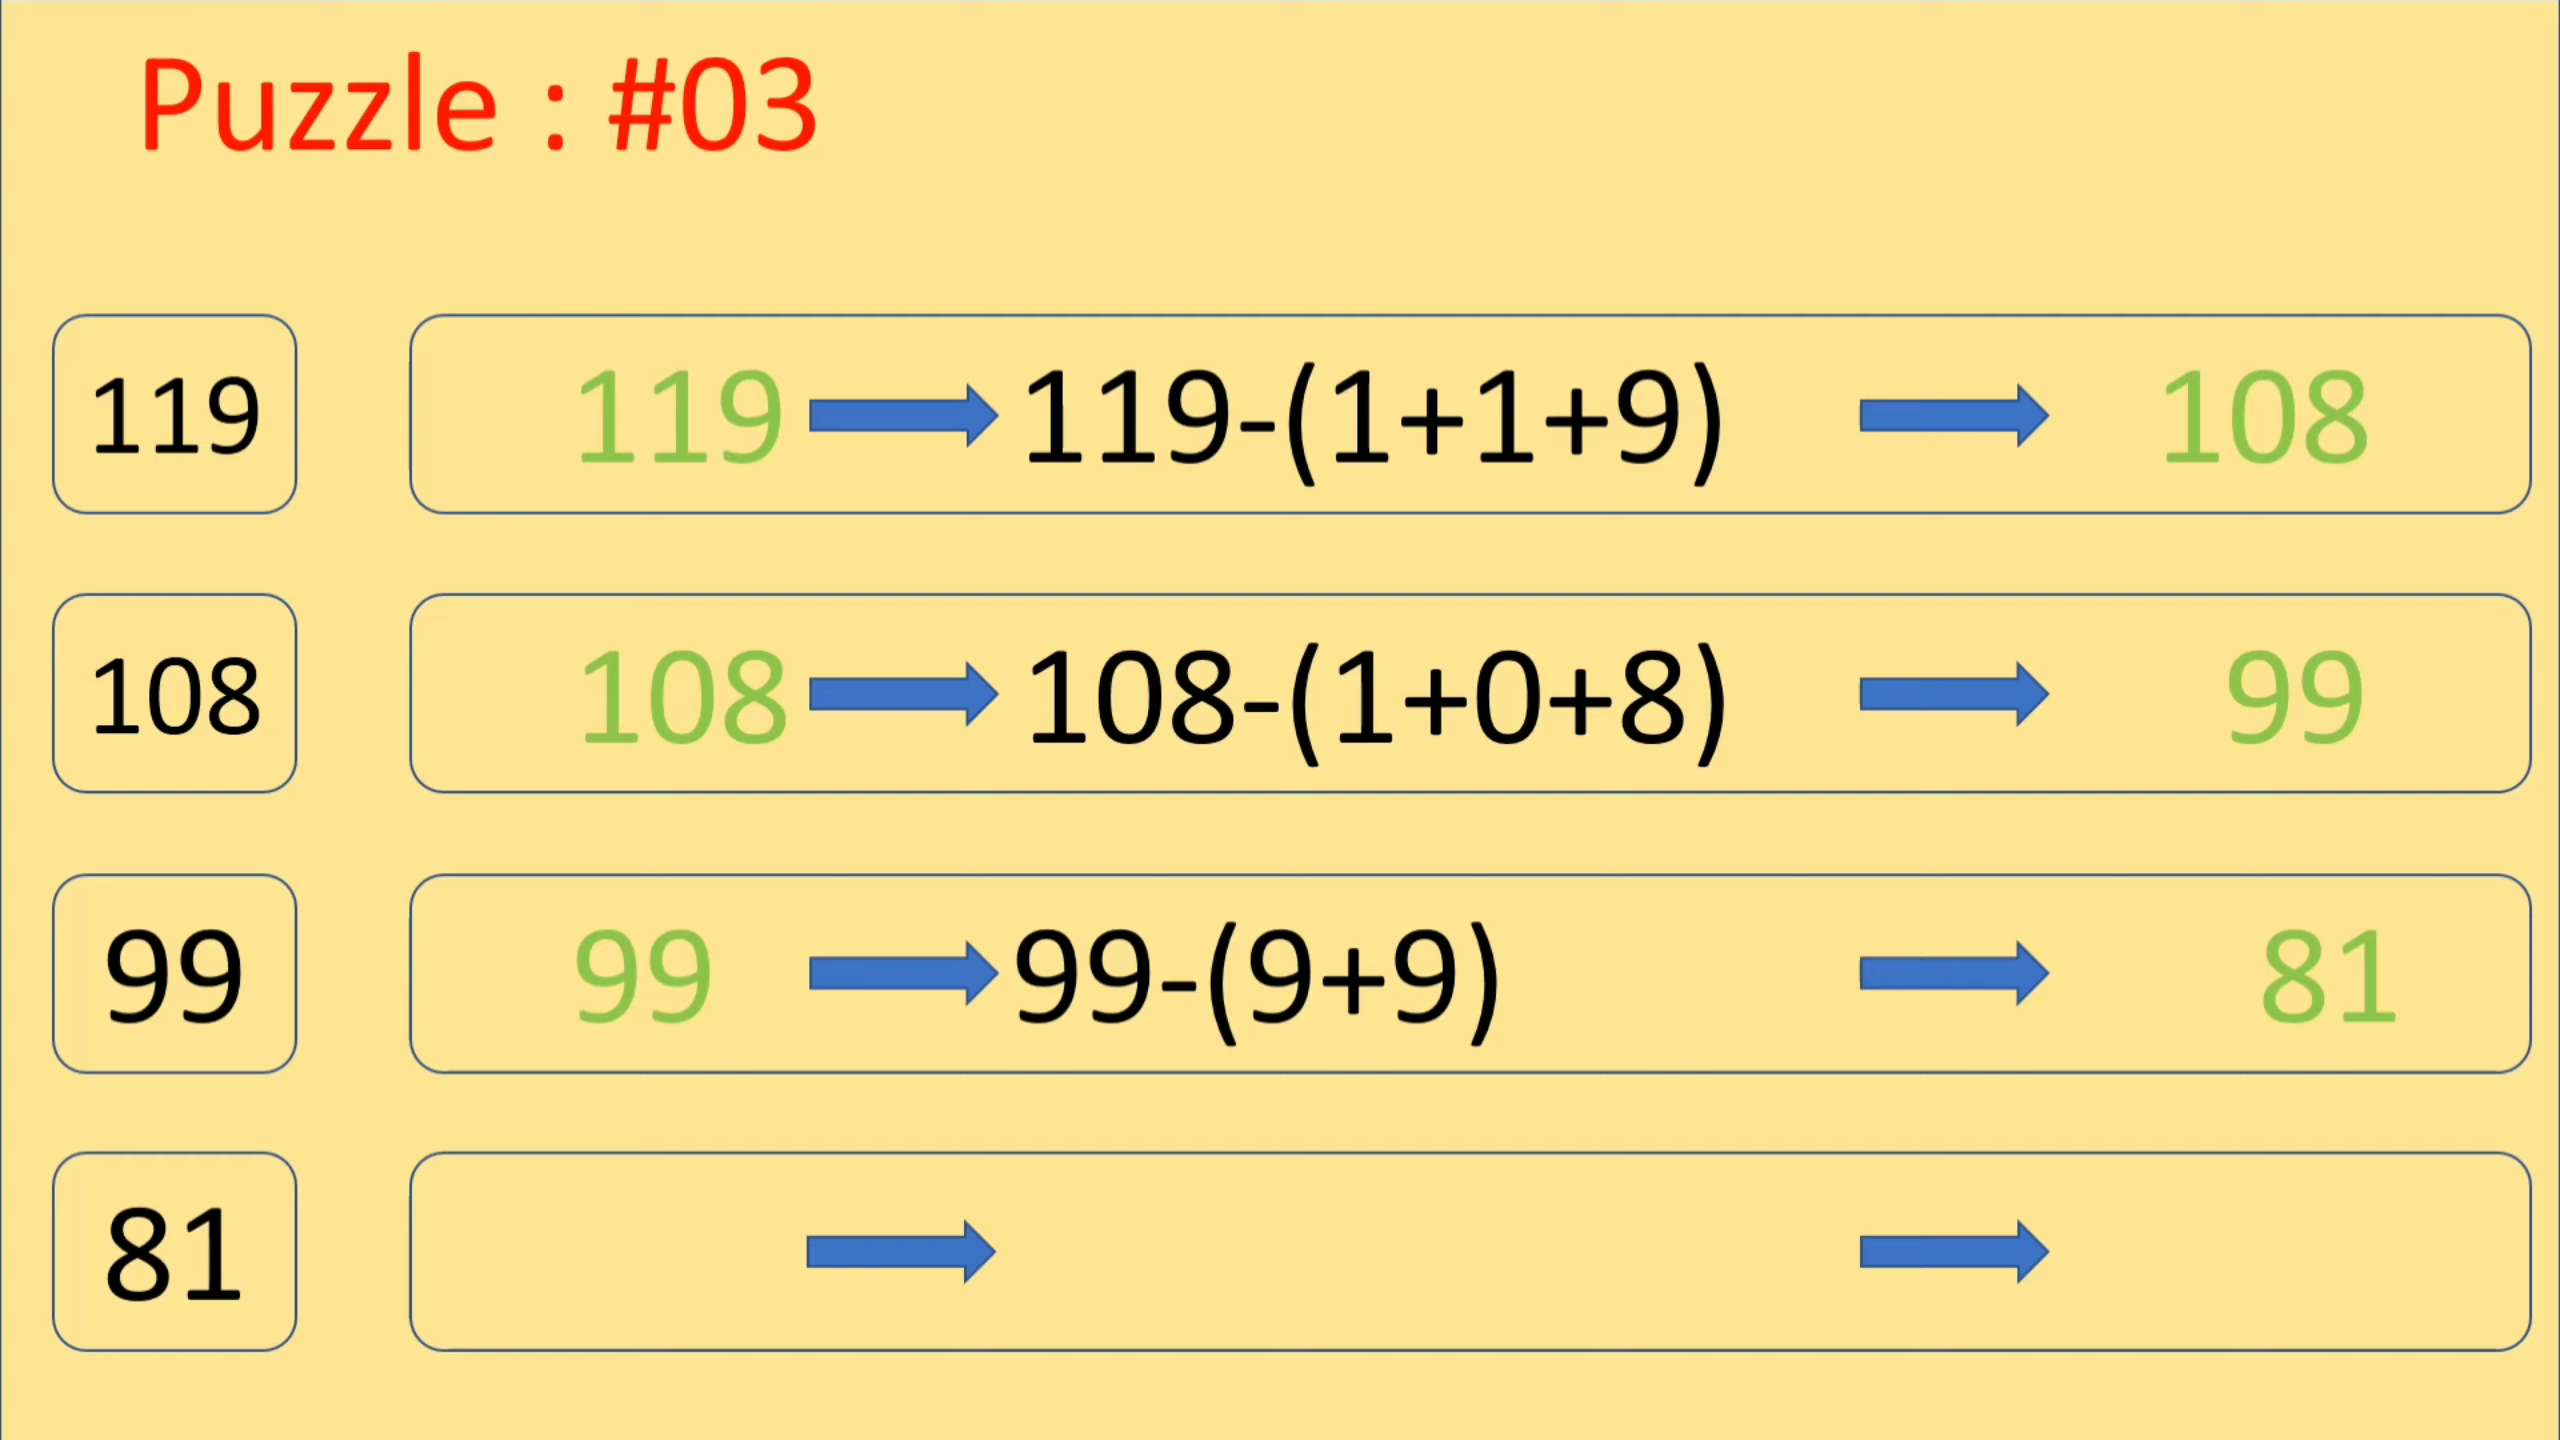 Puzzle : #03
119 119 119-(1+1+9) 108
108 108 108-(1+0+8) 99
99 99 99-(9+9) 81
81